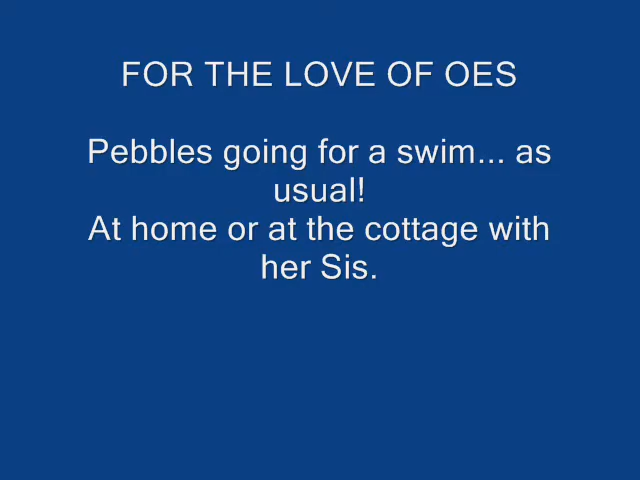 FOR THE LOVE OF OES
Pebbles going for a swim... as
usual!
At home or at the cottage with
her Sis.